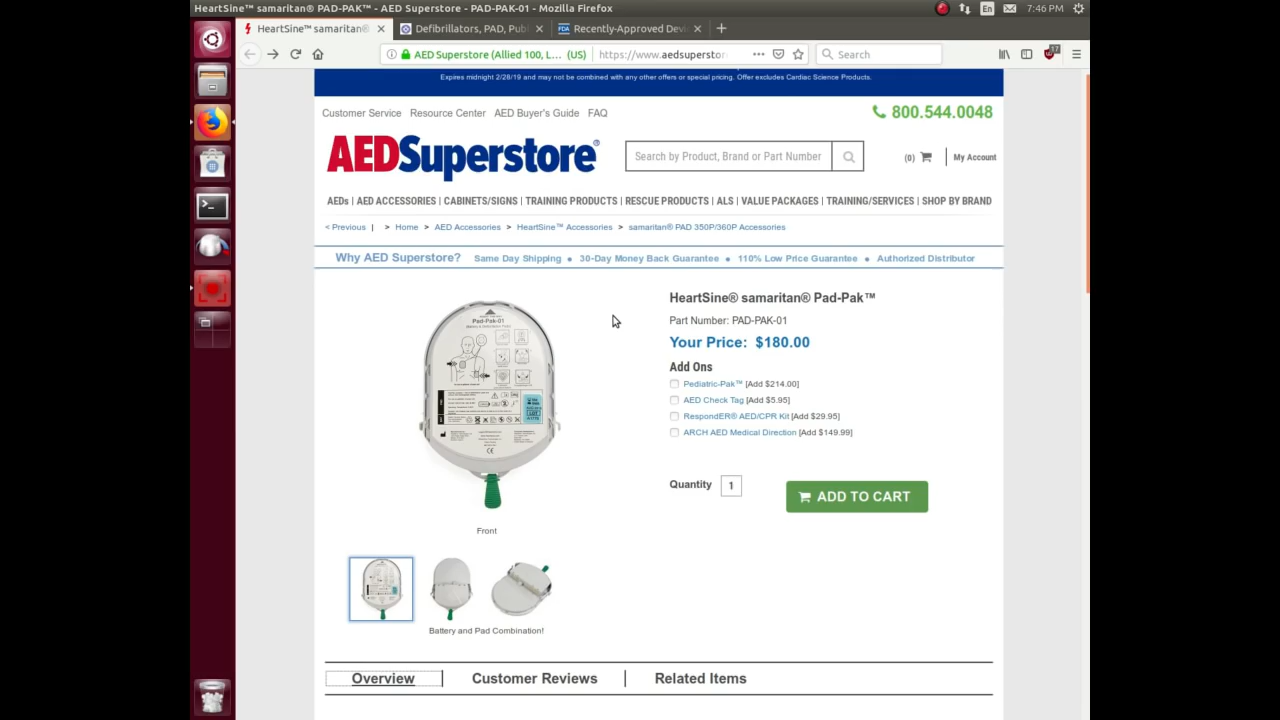 HeartSine™ samaritan® PAD-PAK™ - AED Superstore - PAD-PAK-01 - Mozilla Firefox
En
7:46 PM
HeartSine™ samaritan®
Defibrillators, PAD, Publ
FDA
Recently-Approved Devi
AED Superstore (Allied 100, L... (US)
https://www.aedsupersto
Search
Expires midnight 2/28/19 and may not be combined with any other offers or special pricing. Offer excludes Cardiac Science Products.
Customer Service
Resource Center
AED Buyer's Guide
FAQ
800.544.0048
AEDSuperstore®
Search by Product, Brand or Part Number
(0)
My Account
AEDs | AED ACCESSORIES | CABINETS/SIGNS | TRAINING PRODUCTS | RESCUE PRODUCTS | ALS | VALUE PACKAGES | TRAINING/SERVICES | SHOP BY BRAND
< Previous | > Home > AED Accessories > HeartSine™ Accessories > samaritan® PAD 350P/360P Accessories
Why AED Superstore? Same Day Shipping ● 30-Day Money Back Guarantee ● 110% Low Price Guarantee ● Authorized Distributor
HeartSine® samaritan® Pad-Pak™
Part Number: PAD-PAK-01
Your Price: $180.00
Add Ons
Pediatric-Pak™ [Add $214.00]
AED Check Tag [Add $5.95]
RespondER® AED/CPR Kit [Add $29.95]
ARCH AED Medical Direction [Add $149.99]
Quantity
1
ADD TO CART
Pad-Pak-01
Front
Battery and Pad Combination!
Overview
Customer Reviews
Related Items